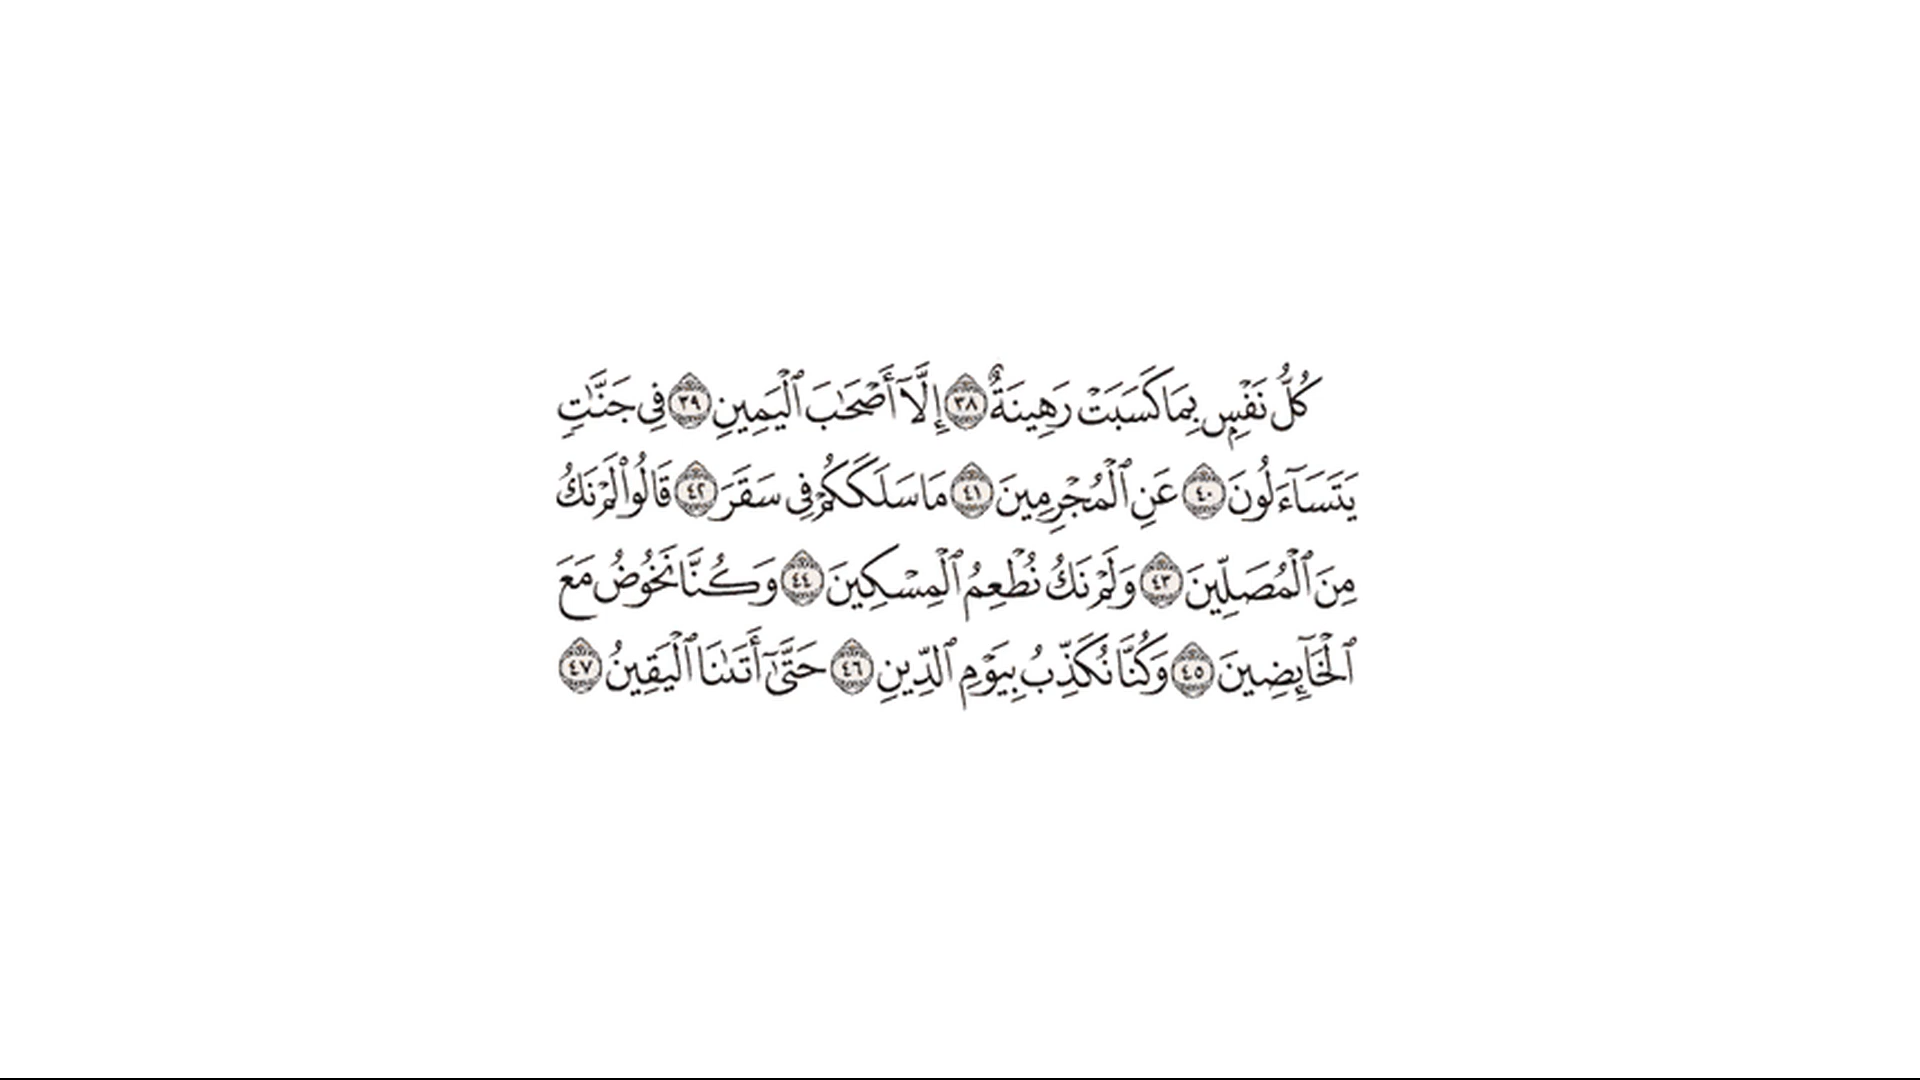 كُلُّ نَفْسٍۭ بِمَا كَسَبَتْ رَهِينَةٌ ٣٨ إِلَّآ أَصْحَٰبَ ٱلْيَمِينِ ٣٩ فِى جَنَّٰتٍ
يَتَسَآءَلُونَ ٤٠ عَنِ ٱلْمُجْرِمِينَ ٤١ مَا سَلَكَكُمْ فِى سَقَرَ ٤٢ قَالُوا۟ لَمْ نَكُ
مِنَ ٱلْمُصَلِّينَ ٤٣ وَلَمْ نَكُ نُطْعِمُ ٱلْمِسْكِينَ ٤٤ وَكُنَّا نَخُوضُ مَعَ
ٱلْخَآئِضِينَ ٤٥ وَكُنَّا نُكَذِّبُ بِيَوْمِ ٱلدِّينِ ٤٦ حَتَّىٰٓ أَتَىٰنَا ٱلْيَقِينُ ٤٧